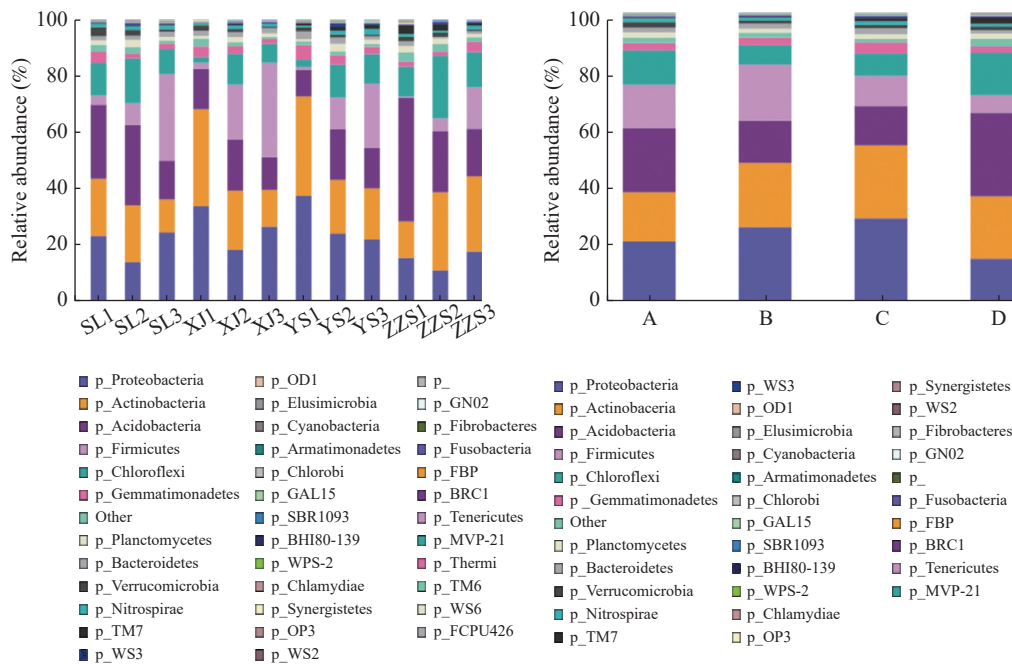 Relative abundance (%)
100
80
60
40
20
0
SL1 SL2 SL3 XJ1 XJ2 XJ3 YS1 YS2 YS3 ZZS1 ZZS2 ZZS3
p_Proteobacteria
p_Actinobacteria
p_Acidobacteria
p_Firmicutes
p_Chloroflexi
p_Gemmatimonadetes
Other
p_Planctomycetes
p_Bacteroidetes
p_Verrucomicrobia
p_Nitrospirae
p_TM7
p_WS3
p_OD1
p_Elusimicrobia
p_Cyanobacteria
p_Armatimonadetes
p_Chlorobi
p_GAL15
p_SBR1093
p_BHI80-139
p_WPS-2
p_Chlamydiae
p_Synergistetes
p_OP3
p_WS2
p_
p_GN02
p_Fibrobacteres
p_Fusobacteria
p_FBP
p_BRC1
p_Tenericutes
p_MVP-21
p_Thermi
p_TM6
p_WS6
p_FCPU426
Relative abundance (%)
100
80
60
40
20
0
A B C D
p_Proteobacteria
p_Actinobaceria
p_Acidobacteria
p_Firmicutes
p_Chloroflexi
p_Gemmatimonadetes
Other
p_Planctomycetes
p_Bacteroidetes
p_Verrucomicrobia
p_Nitrospirae
p_TM7
p_WS3
p_OD1
p_Elusimicrobia
p_Cyanobacteria
p_Armatimonadetes
p_Chlorobi
p_GAL15
p_SBR1093
p_BHI80-139
p_WPS-2
p_Chlamydiae
p_OP3
p_Synergistetes
p_WS2
p_Fibrobacteres
p_GN02
p_
p_Fusobacteria
p_FBP
p_BRC1
p_Tenericutes
p_MVP-21